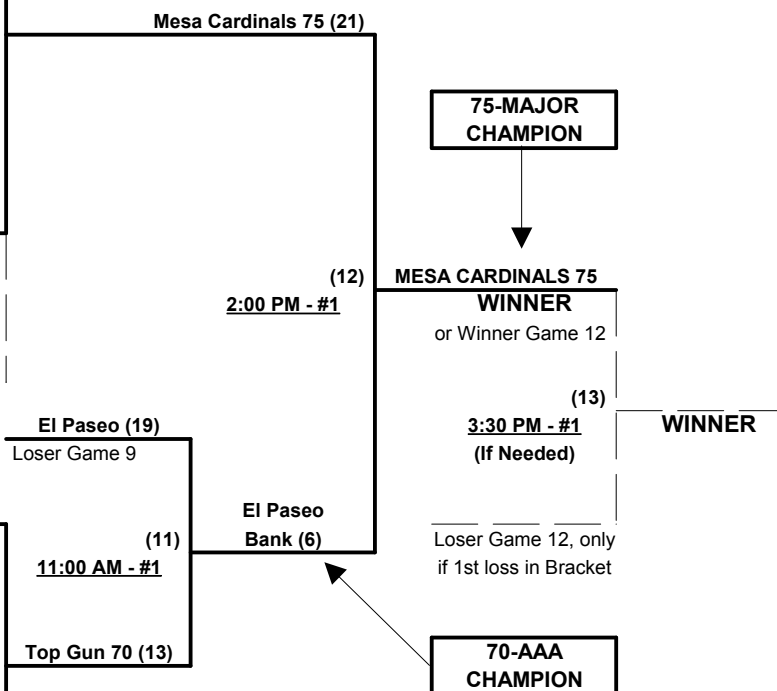 Mesa Cardinals 75 (21)
75-MAJOR
CHAMPION
(12)
2:00 PM - #1
MESA CARDINALS 75
WINNER
or Winner Game 12
(13)
3:30 PM - #1
(If Needed)
WINNER
El Paseo (19)
Loser Game 9
(11)
11:00 AM - #1
El Paseo
Bank (6)
Loser Game 12, only
if 1st loss in Bracket
Top Gun 70 (13)
70-AAA
CHAMPION